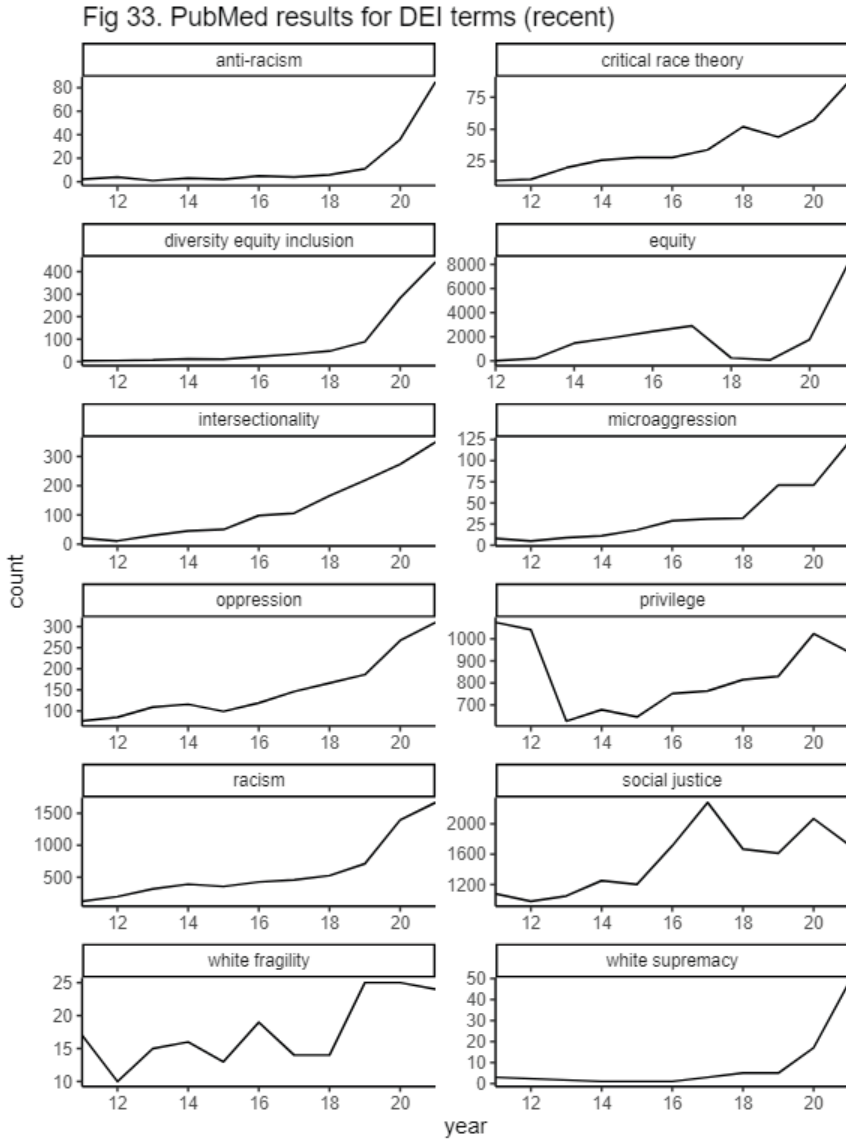 Fig 33. PubMed results for DEI terms (recent)
anti-racism
80
60
40
20
0
12 14 16 18 20
critical race theory
75
50
25
12 14 16 18 20
diversity equity inclusion
400
300
200
100
0
12 14 16 18 20
equity
8000
6000
4000
2000
0
12 14 16 18 20
intersectionality
300
200
100
0
12 14 16 18 20
microaggression
125
100
75
50
25
0
12 14 16 18 20
count
oppression
300
250
200
150
100
12 14 16 18 20
privilege
1000
900
800
700
12 14 16 18 20
racism
1500
1000
500
12 14 16 18 20
social justice
2000
1600
1200
12 14 16 18 20
white fragility
25
20
15
10
12 14 16 18 20
white supremacy
50
40
30
20
10
0
12 14 16 18 20
year